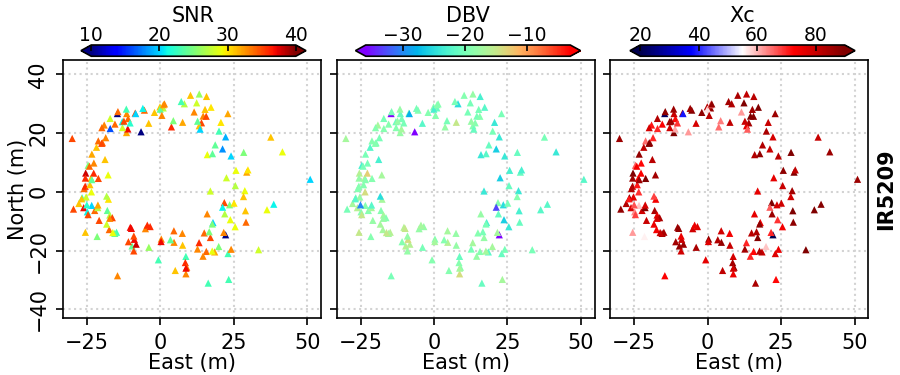 SNR DBV Xc
10 20 30 40 −30 −20 −10 20 40 60 80
40
20
0
−20
−40
North (m)
−25 0 25 50 −25 0 25 50 −25 0 25 50
East (m) East (m) East (m)
IR5209